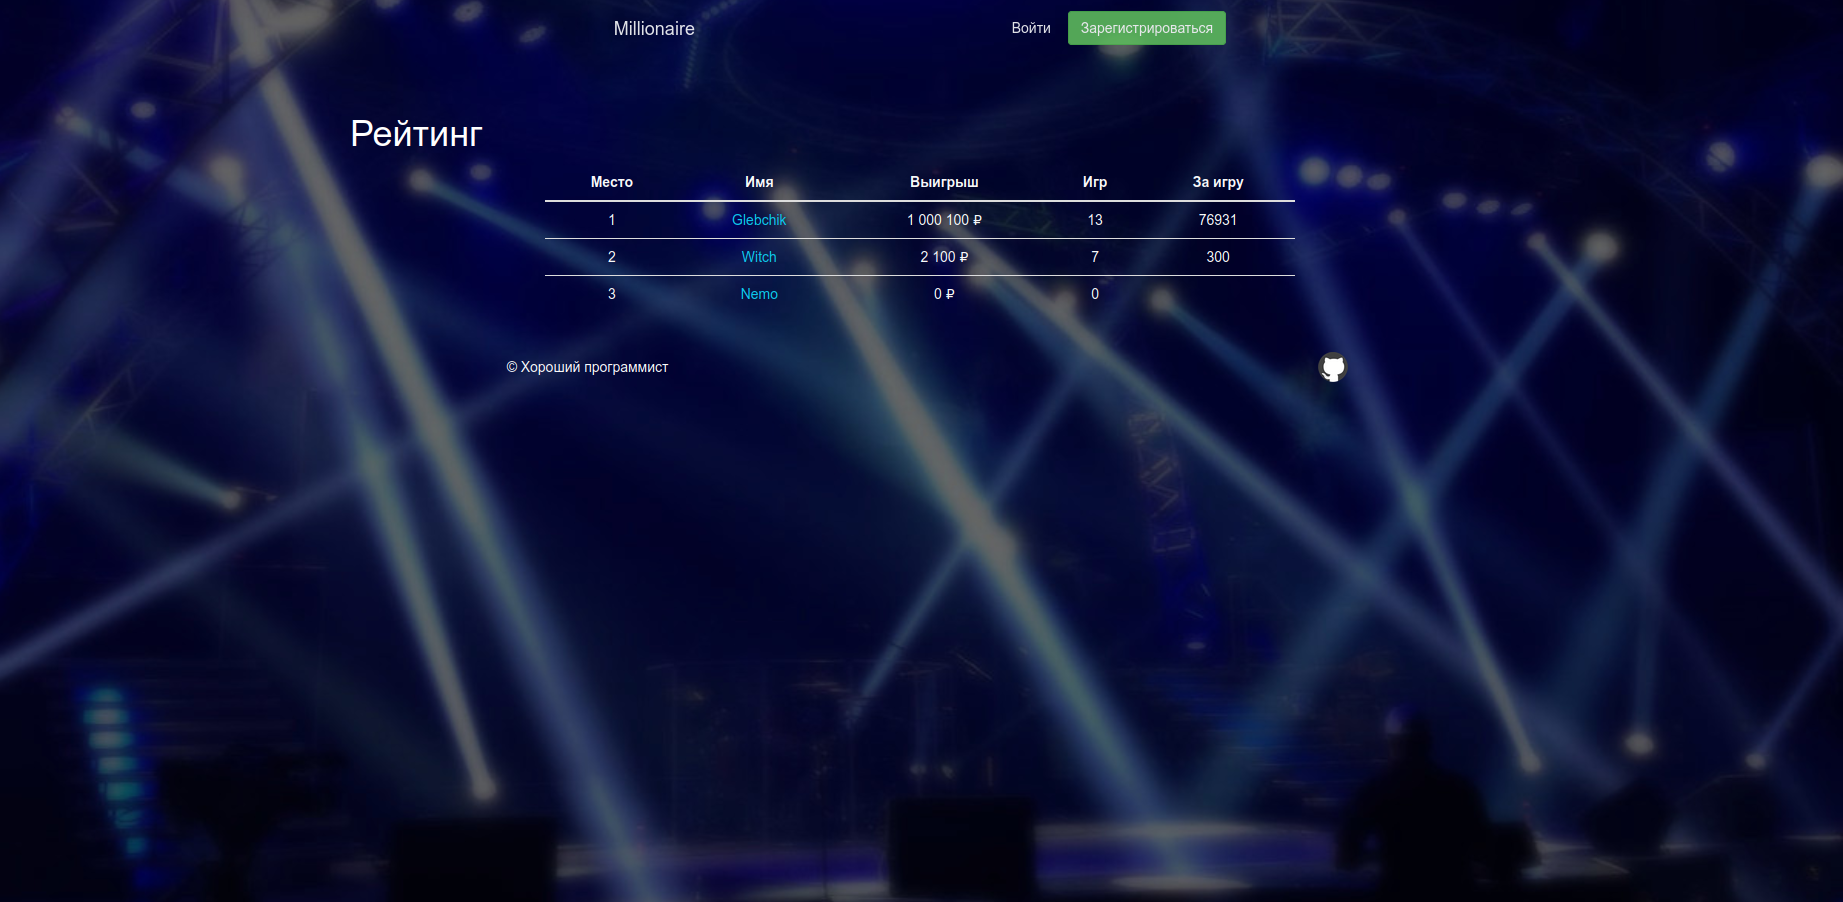 Millionaire Войти Зарегистрироваться
Рейтинг
Место Имя Выигрыш Игр За игру
1 Glebchik 1 000 100 ₽ 13 76931
2 Witch 2 100 ₽ 7 300
3 Nemo 0 ₽ 0
© Хороший программист